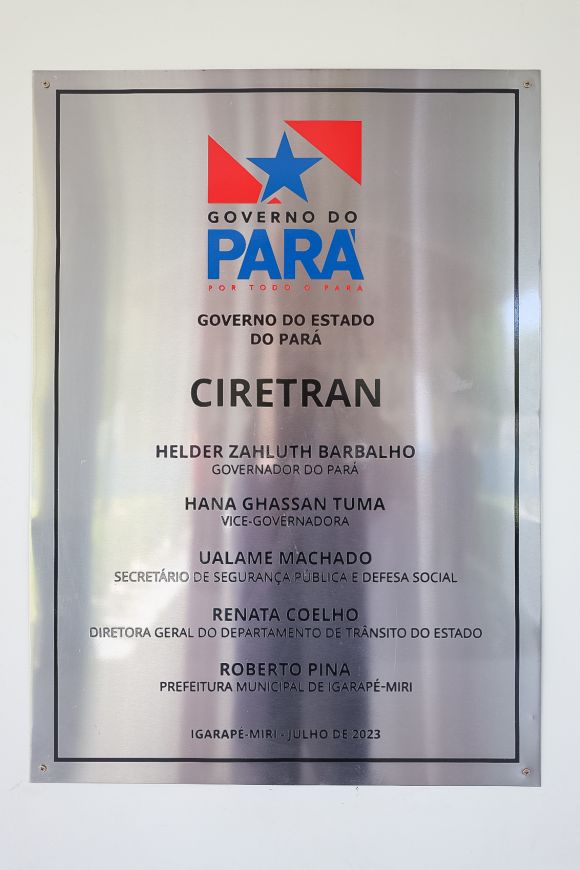 GOVERNO DO
PARÁ
POR TODO O PARÁ
GOVERNO DO ESTADO
DO PARÁ
CIRETRAN
HELDER ZAHLUTH BARBALHO
GOVERNADOR DO PARÁ
HANA GHASSAN TUMA
VICE-GOVERNADORA
UALAME MACHADO
SECRETÁRIO DE SEGURANÇA PÚBLICA E DEFESA SOCIAL
RENATA COELHO
DIRETORA GERAL DO DEPARTAMENTO DE TRÂNSITO DO ESTADO
ROBERTO PINA
PREFEITURA MUNICIPAL DE IGARAPÉ-MIRI
IGARAPÉ-MIRI - JULHO DE 2023